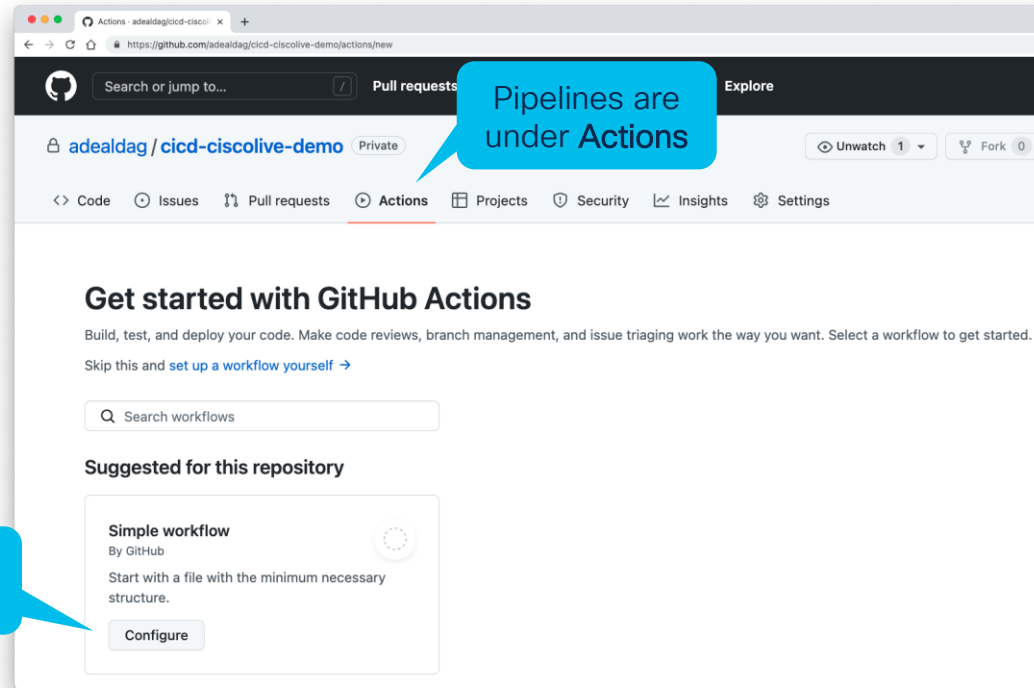 Actions · adealdag/cicd-ciscoli
https://github.com/adealdag/cicd-ciscolive-demo/actions/new
Search or jump to... / Pull requests Explore
Pipelines are
under Actions
adealdag / cicd-ciscolive-demo Private Unwatch 1 Fork 0
<> Code Issues Pull requests Actions Projects Security Insights Settings
Get started with GitHub Actions
Build, test, and deploy your code. Make code reviews, branch management, and issue triaging work the way you want. Select a workflow to get started.
Skip this and set up a workflow yourself →
Search workflows
Suggested for this repository
Simple workflow
By GitHub
Start with a file with the minimum necessary
structure.
Configure